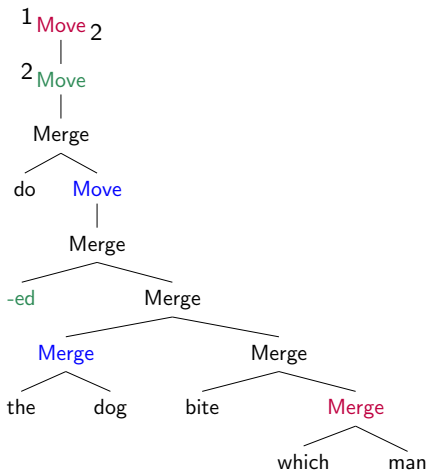 1 Move 2
2 Move
Merge
do Move
Merge
-ed Merge
Merge Merge
the dog bite Merge
which man